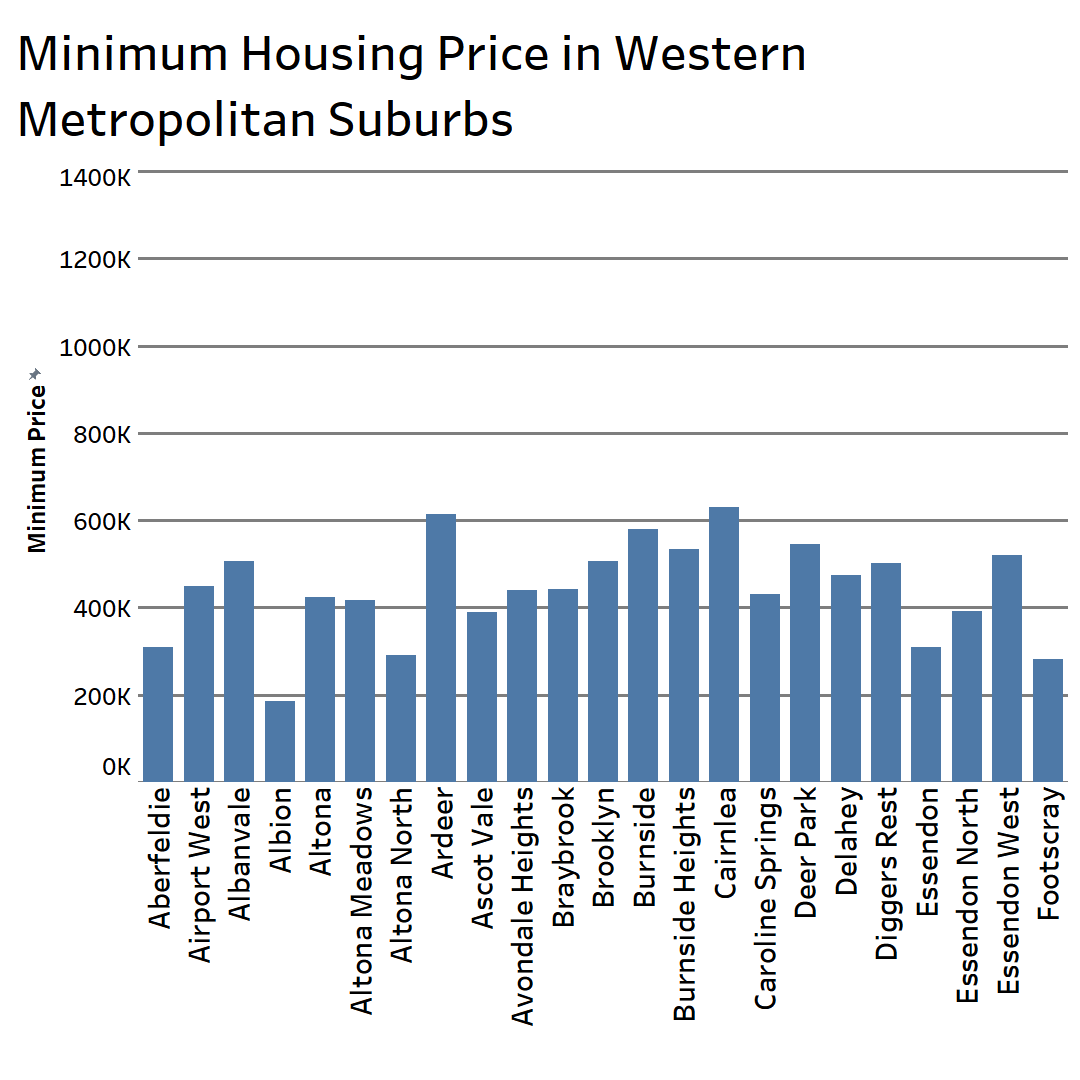 Minimum Housing Price in Western
Metropolitan Suburbs
1400K
1200K
1000K
800K
600K
400K
200K
0K
Minimum Price
Aberfeldie
Airport West
Albanvale
Albion
Altona
Altona Meadows
Altona North
Ardeer
Ascot Vale
Avondale Heights
Braybrook
Brooklyn
Burnside
Burnside Heights
Cairnlea
Caroline Springs
Deer Park
Delahey
Diggers Rest
Essendon
Essendon North
Essendon West
Footscray